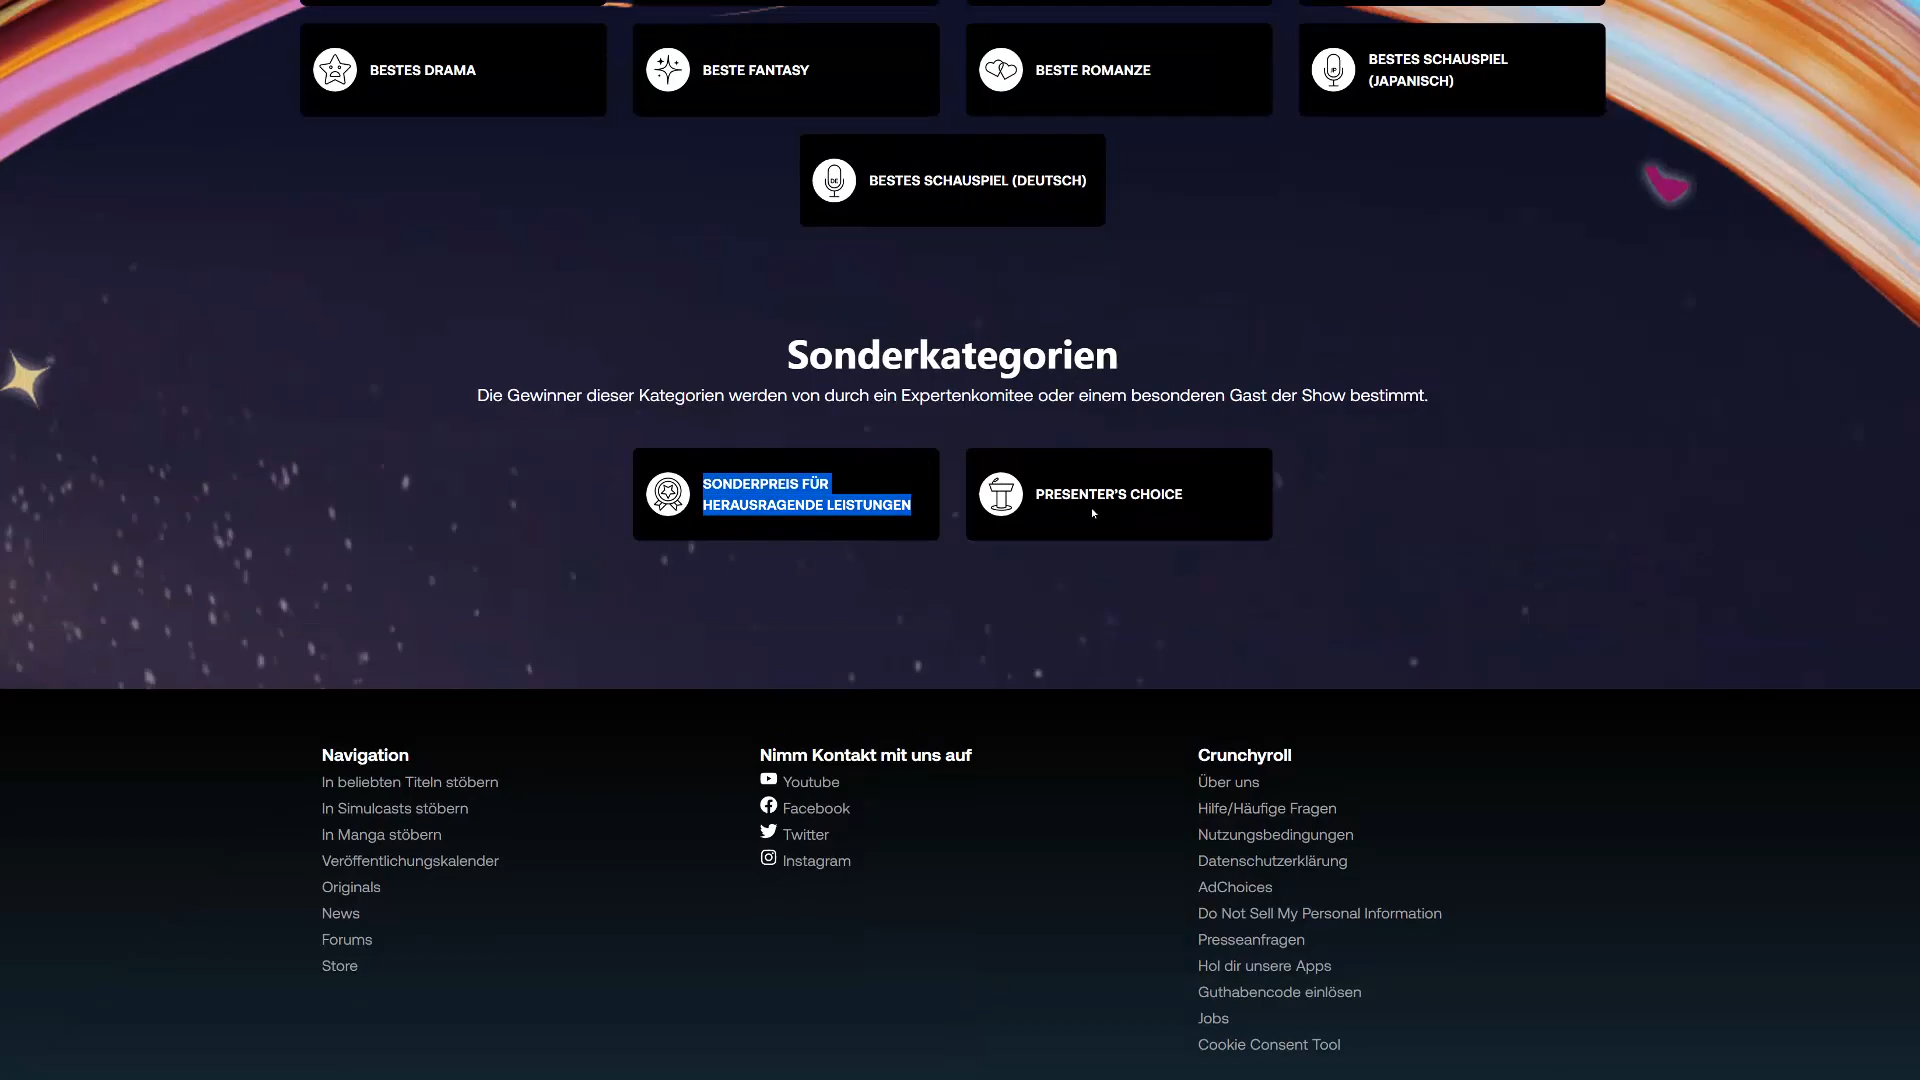 BESTES DRAMA
BESTE FANTASY
BESTE ROMANZE
JP
BESTES SCHAUSPIEL
(JAPANISCH)
DE
BESTES SCHAUSPIEL (DEUTSCH)
Sonderkategorien
Die Gewinner dieser Kategorien werden von durch ein Expertenkomitee oder einem besonderen Gast der Show bestimmt.
SONDERPREIS FÜR
HERAUSRAGENDE LEISTUNGEN
PRESENTER’S CHOICE
Navigation
In beliebten Titeln stöbern
In Simulcasts stöbern
In Manga stöbern
Veröffentlichungskalender
Originals
News
Forums
Store
Nimm Kontakt mit uns auf
Youtube
Facebook
Twitter
Instagram
Crunchyroll
Über uns
Hilfe/Häufige Fragen
Nutzungsbedingungen
Datenschutzerklärung
AdChoices
Do Not Sell My Personal Information
Presseanfragen
Hol dir unsere Apps
Guthabencode einlösen
Jobs
Cookie Consent Tool